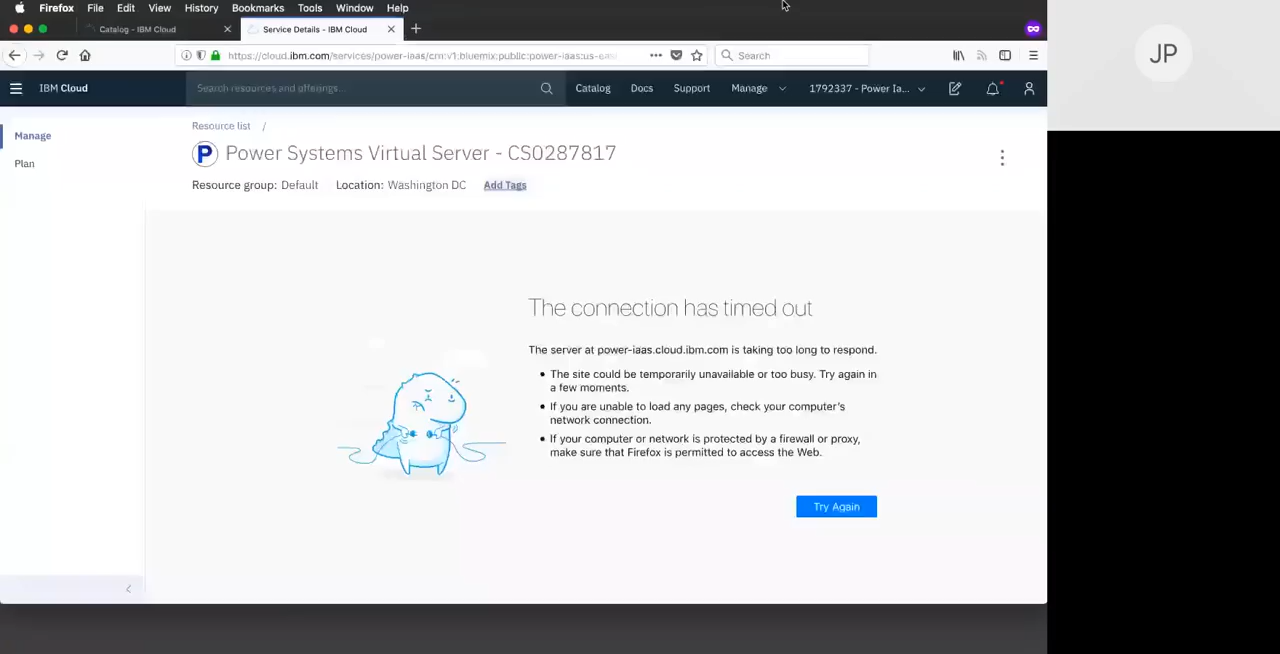 Firefox File Edit View History Bookmarks Tools Window Help
Catalog - IBM Cloud
Service Details - IBM Cloud
Search
IBM Cloud
Search resources and offerings...
Catalog Docs Support Manage 1792337 - Power Ia...
JP
Manage
Plan
Resource list /
P Power Systems Virtual Server - CS0287817
Resource group: Default Location: Washington DC Add Tags
The connection has timed out
The server at power-iaas.cloud.ibm.com is taking too long to respond.
• The site could be temporarily unavailable or too busy. Try again in
a few moments.
• If you are unable to load any pages, check your computer's
network connection.
• If your computer or network is protected by a firewall or proxy,
make sure that Firefox is permitted to access the Web.
Try Again